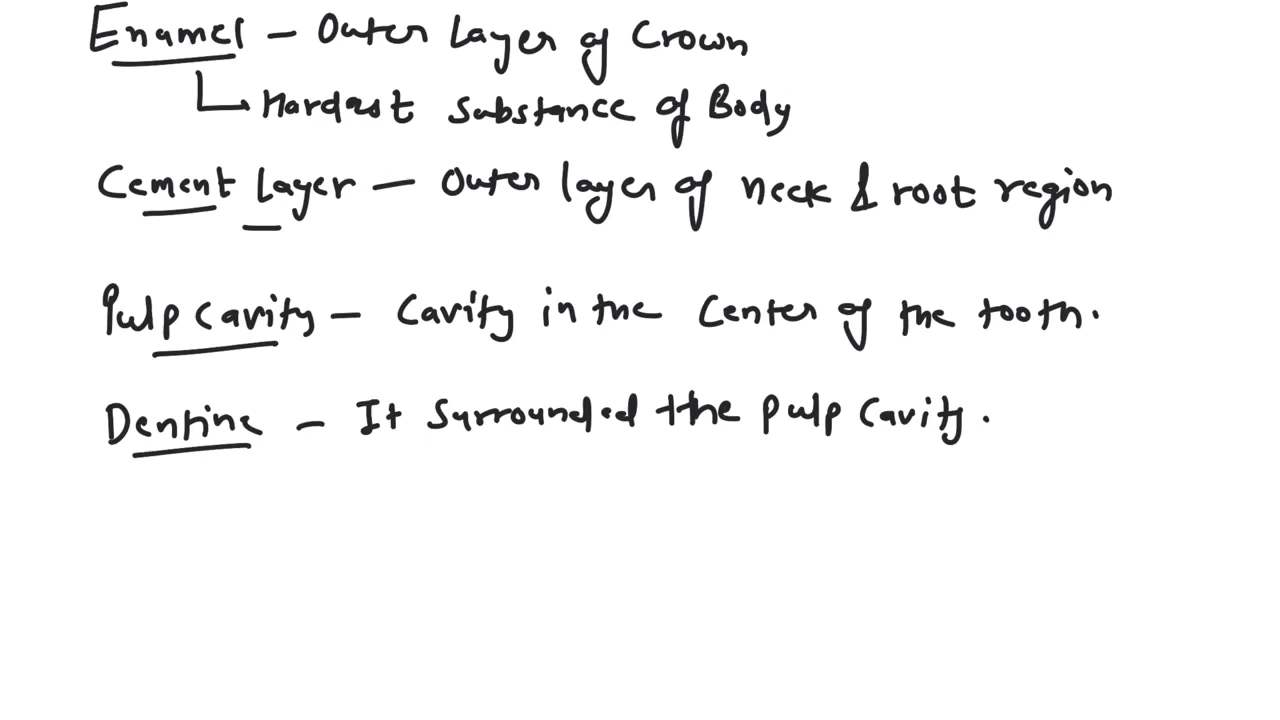 Enamel - Outer Layer of Crown
Hardest Substance of Body
Cement Layer - Outer layer of neck & root region
Pulp cavity - Cavity in the Center of the tooth.
Dentine - It Surrounded the Pulp Cavity.